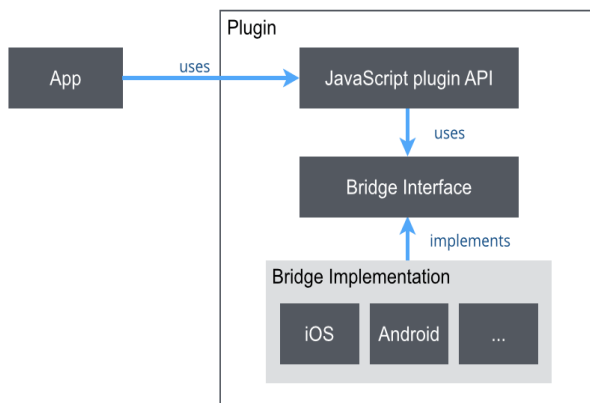 Plugin
App
uses
JavaScript plugin API
uses
Bridge Interface
implements
Bridge Implementation
iOS
Android
...